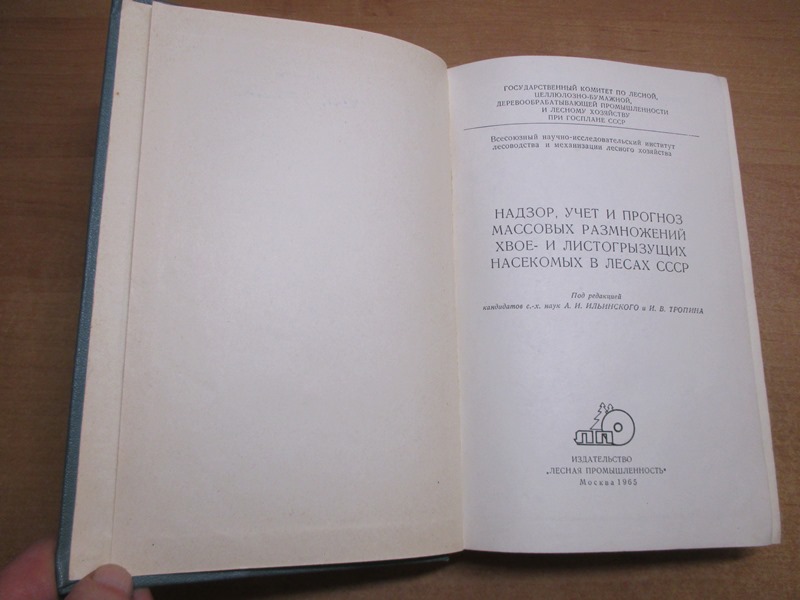 ГОСУДАРСТВЕННЫЙ КОМИТЕТ ПО ЛЕСНОЙ,
ЦЕЛЛЮЛОЗНО-БУМАЖНОЙ,
ДЕРЕВООБРАБАТЫВАЮЩЕЙ ПРОМЫШЛЕННОСТИ
И ЛЕСНОМУ ХОЗЯЙСТВУ
ПРИ ГОСПЛАНЕ СССР
Всесоюзный научно-исследовательский институт
лесоводства и механизации лесного хозяйства
НАДЗОР, УЧЕТ И ПРОГНОЗ
МАССОВЫХ РАЗМНОЖЕНИЙ
ХВОЕ- И ЛИСТОГРЫЗУЩИХ
НАСЕКОМЫХ В ЛЕСАХ СССР
Под редакцией
кандидатов с.-х. наук А. И. ИЛЬИНСКОГО и И. В. ТРОПИНА
ЛП
ИЗДАТЕЛЬСТВО
„ЛЕСНАЯ ПРОМЫШЛЕННОСТЬ"
Москва 1965